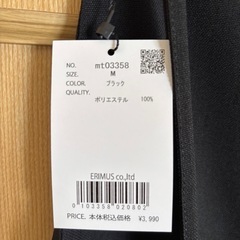 NO. mt03358
SIZE. M
COLOR. ブラック
QUALITY.
ポリエステル 100%
ERIMUS co.,ltd
0103358020802
PRICE. 本体税込価格 ¥3,990